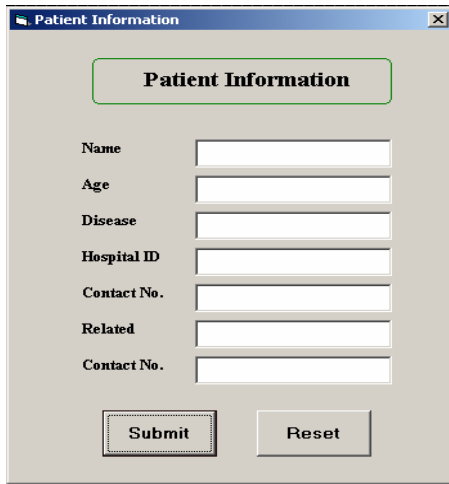 Patient Information
Patient Information
Name
Age
Disease
Hospital ID
Contact No.
Related
Contact No.
Submit Reset